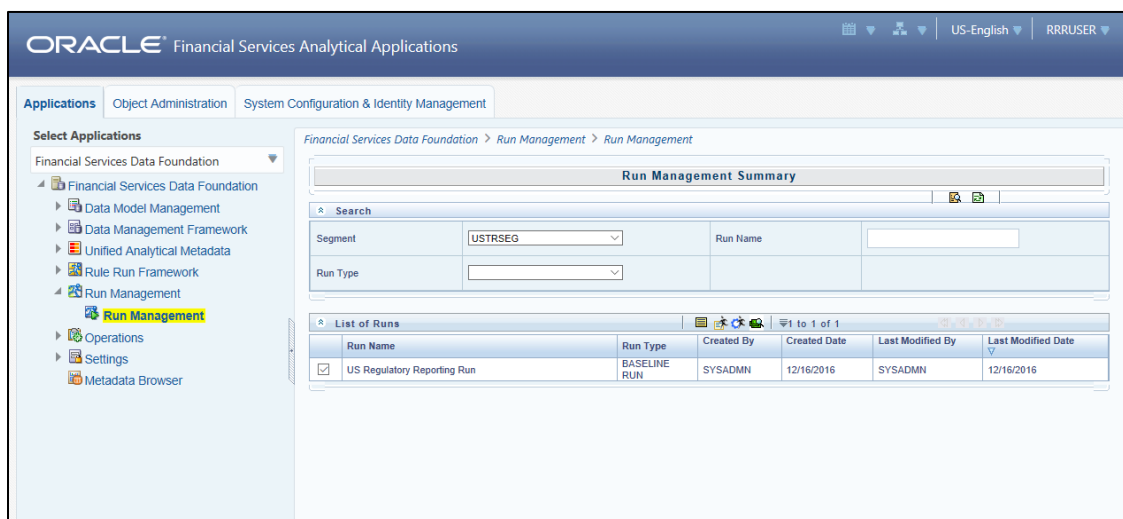 ORACLE® Financial Services Analytical Applications
US-English
RRRUSER
Applications
Object Administration
System Configuration & Identity Management
Select Applications
Financial Services Data Foundation
Financial Services Data Foundation
Data Model Management
Data Management Framework
Unified Analytical Metadata
Rule Run Framework
Run Management
Run Management
Operations
Settings
Metadata Browser
Financial Services Data Foundation > Run Management > Run Management
Run Management Summary
Search
Segment USTRSEG Run Name
Run Type
List of Runs 1 to 1 of 1
Run Name Run Type Created By Created Date Last Modified By Last Modified Date
US Regulatory Reporting Run BASELINE RUN SYSADMN 12/16/2016 SYSADMN 12/16/2016